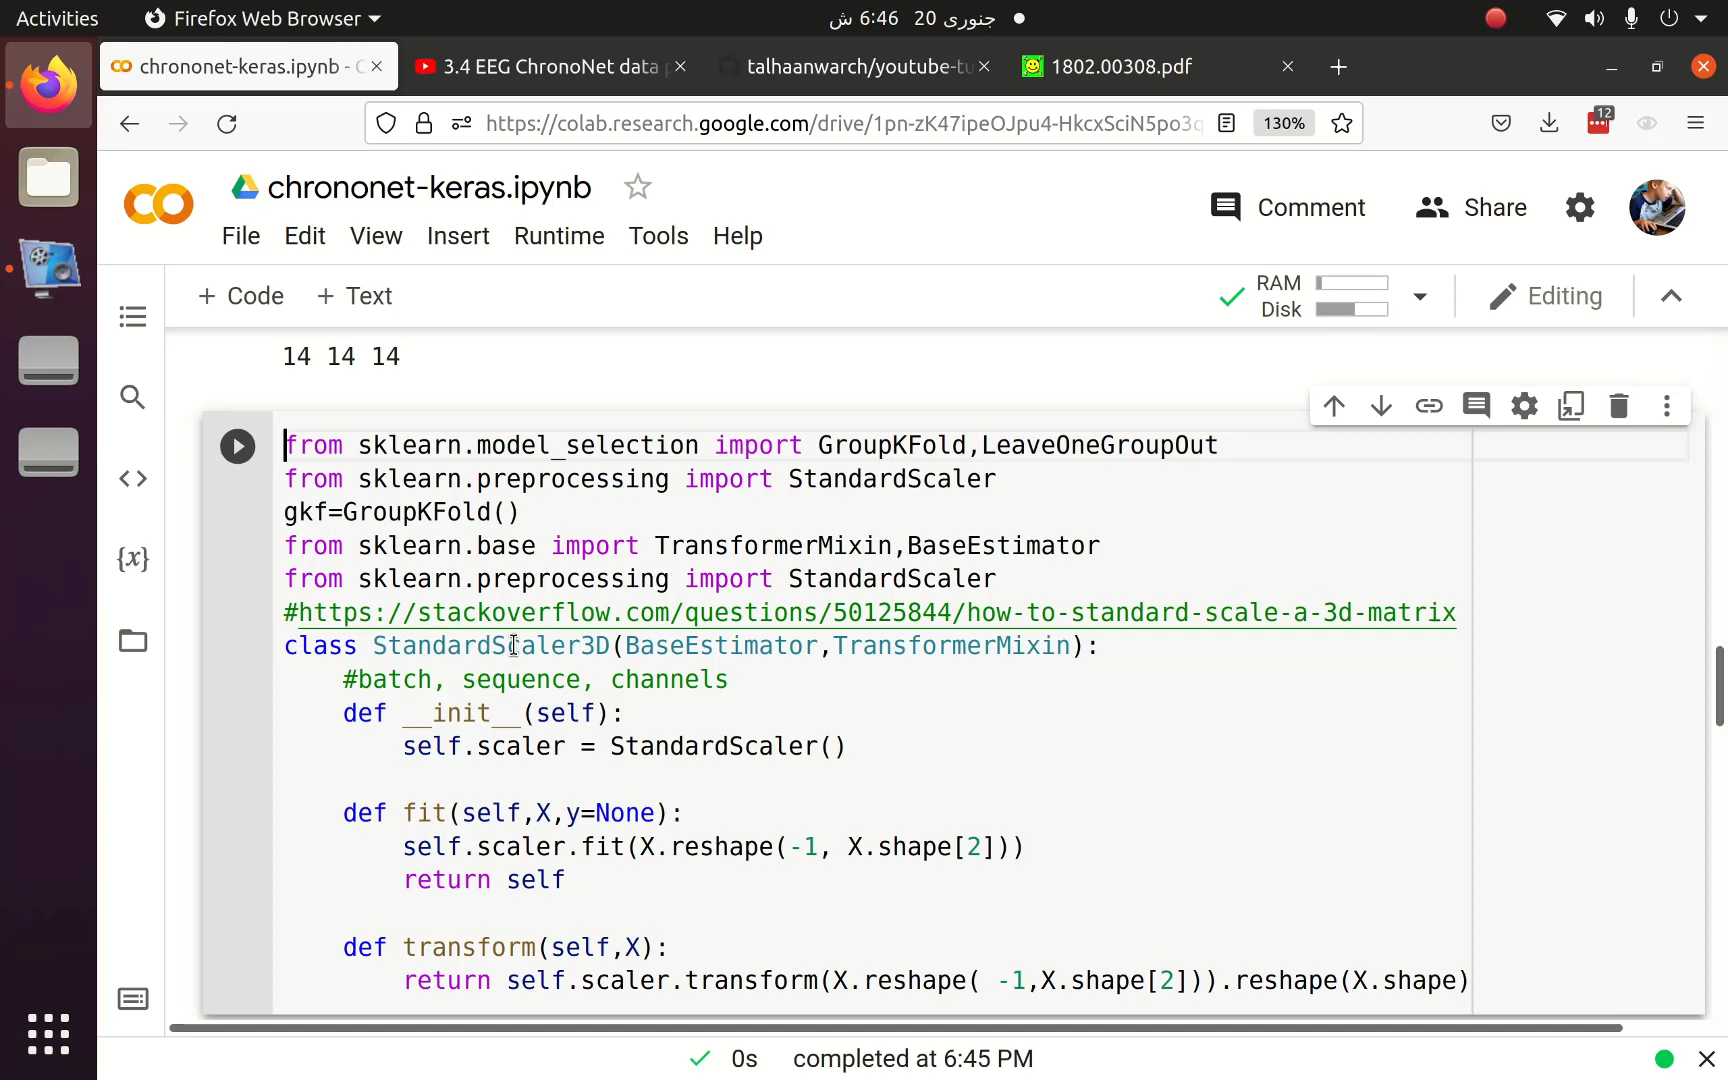 Activities
Firefox Web Browser
جنوری 20 6:46 ش
chrononet-keras.ipynb - C
3.4 EEG ChronoNet data p
talhaanwarch/youtube-tu
1802.00308.pdf
https://colab.research.google.com/drive/1pn-zK47ipeOJpu4-HkcxSciN5po3q
130%
12
chrononet-keras.ipynb
Comment
Share
File Edit View Insert Runtime Tools Help
+ Code + Text
RAM
Disk
Editing
14 14 14
from sklearn.model_selection import GroupKFold,LeaveOneGroupOut
from sklearn.preprocessing import StandardScaler
gkf=GroupKFold()
from sklearn.base import TransformerMixin,BaseEstimator
from sklearn.preprocessing import StandardScaler
#https://stackoverflow.com/questions/50125844/how-to-standard-scale-a-3d-matrix
class StandardScaler3D(BaseEstimator,TransformerMixin):
    #batch, sequence, channels
    def __init__(self):
        self.scaler = StandardScaler()
    def fit(self,X,y=None):
        self.scaler.fit(X.reshape(-1, X.shape[2]))
        return self
    def transform(self,X):
        return self.scaler.transform(X.reshape( -1,X.shape[2])).reshape(X.shape)
{x}
0s completed at 6:45 PM